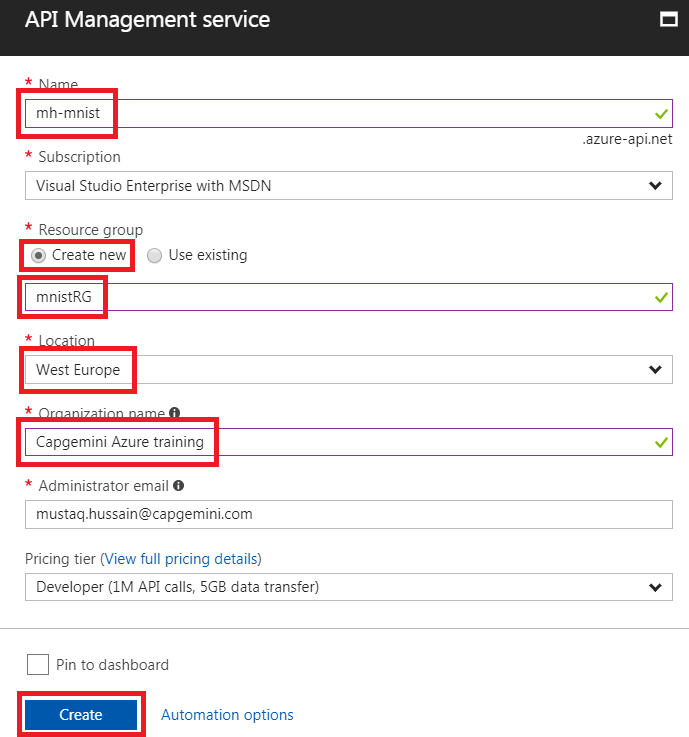 API Management service
* Name
mh-mnist
.azure-api.net
* Subscription
Visual Studio Enterprise with MSDN
* Resource group
Create new Use existing
mnistRG
* Location
West Europe
* Organization name
Capgemini Azure training
* Administrator email
mustaq.hussain@capgemini.com
Pricing tier (View full pricing details)
Developer (1M API calls, 5GB data transfer)
Pin to dashboard
Create Automation options